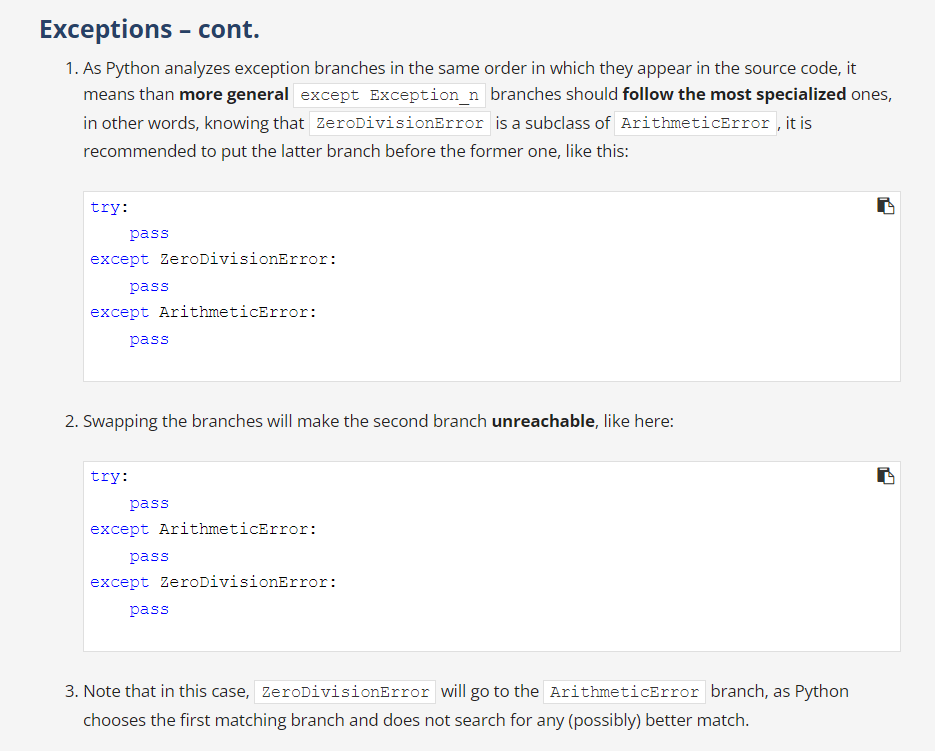 Exceptions – cont.
1. As Python analyzes exception branches in the same order in which they appear in the source code, it
means than more general except Exception_n branches should follow the most specialized ones,
in other words, knowing that ZeroDivisionError is a subclass of ArithmeticError, it is
recommended to put the latter branch before the former one, like this:
try:
    pass
except ZeroDivisionError:
    pass
except ArithmeticError:
    pass
2. Swapping the branches will make the second branch unreachable, like here:
try:
    pass
except ArithmeticError:
    pass
except ZeroDivisionError:
    pass
3. Note that in this case, ZeroDivisionError will go to the ArithmeticError branch, as Python
chooses the first matching branch and does not search for any (possibly) better match.